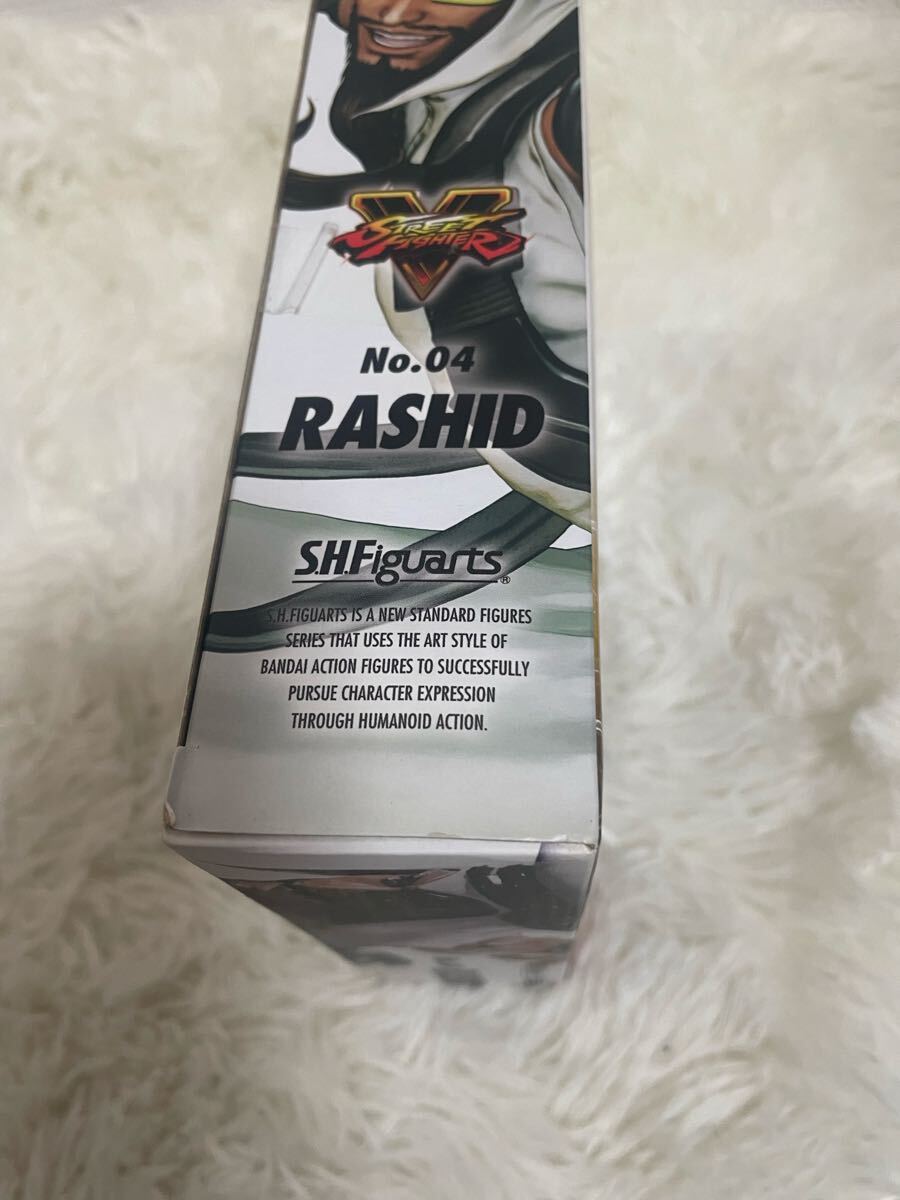 V
STREET
FIGHTER
No.04
RASHID
S.H.Figuarts®
S.H.FIGUARTS IS A NEW STANDARD FIGURES
SERIES THAT USES THE ART STYLE OF
BANDAI ACTION FIGURES TO SUCCESSFULLY
PURSUE CHARACTER EXPRESSION
THROUGH HUMANOID ACTION.